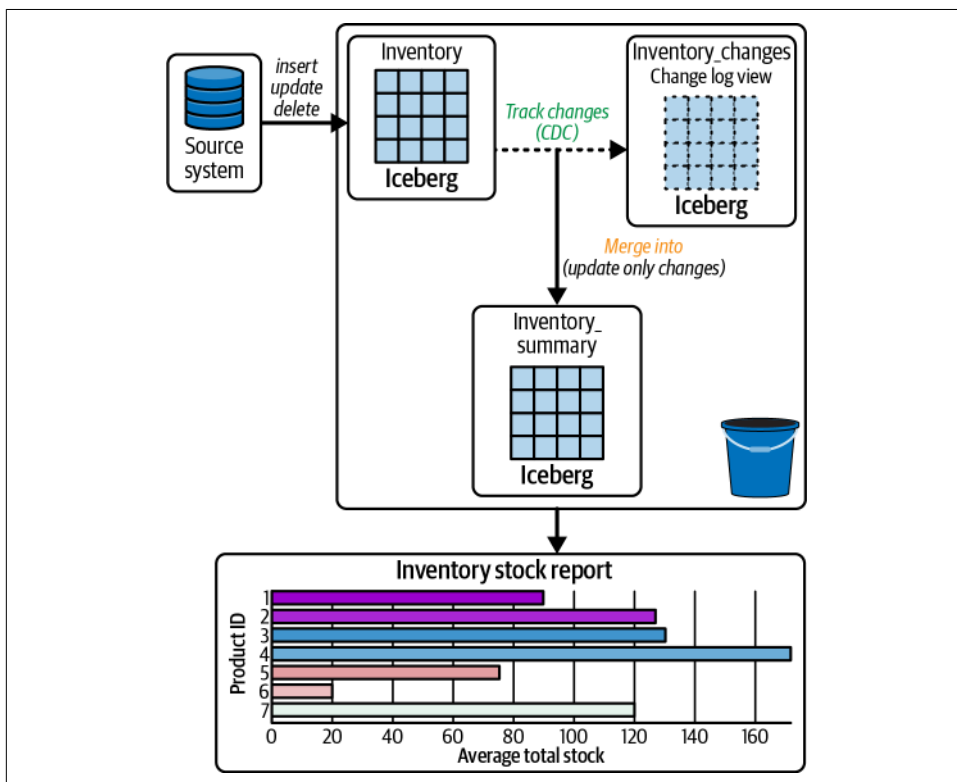 insert
update
delete
Source
system
Inventory
Iceberg
Track changes
(CDC)
Inventory_changes
Change log view
Iceberg
Merge into
(update only changes)
Inventory_
summary
Iceberg
Inventory stock report
Product ID
1
2
3
4
5
6
7
0 20 40 60 80 100 120 140 160
Average total stock